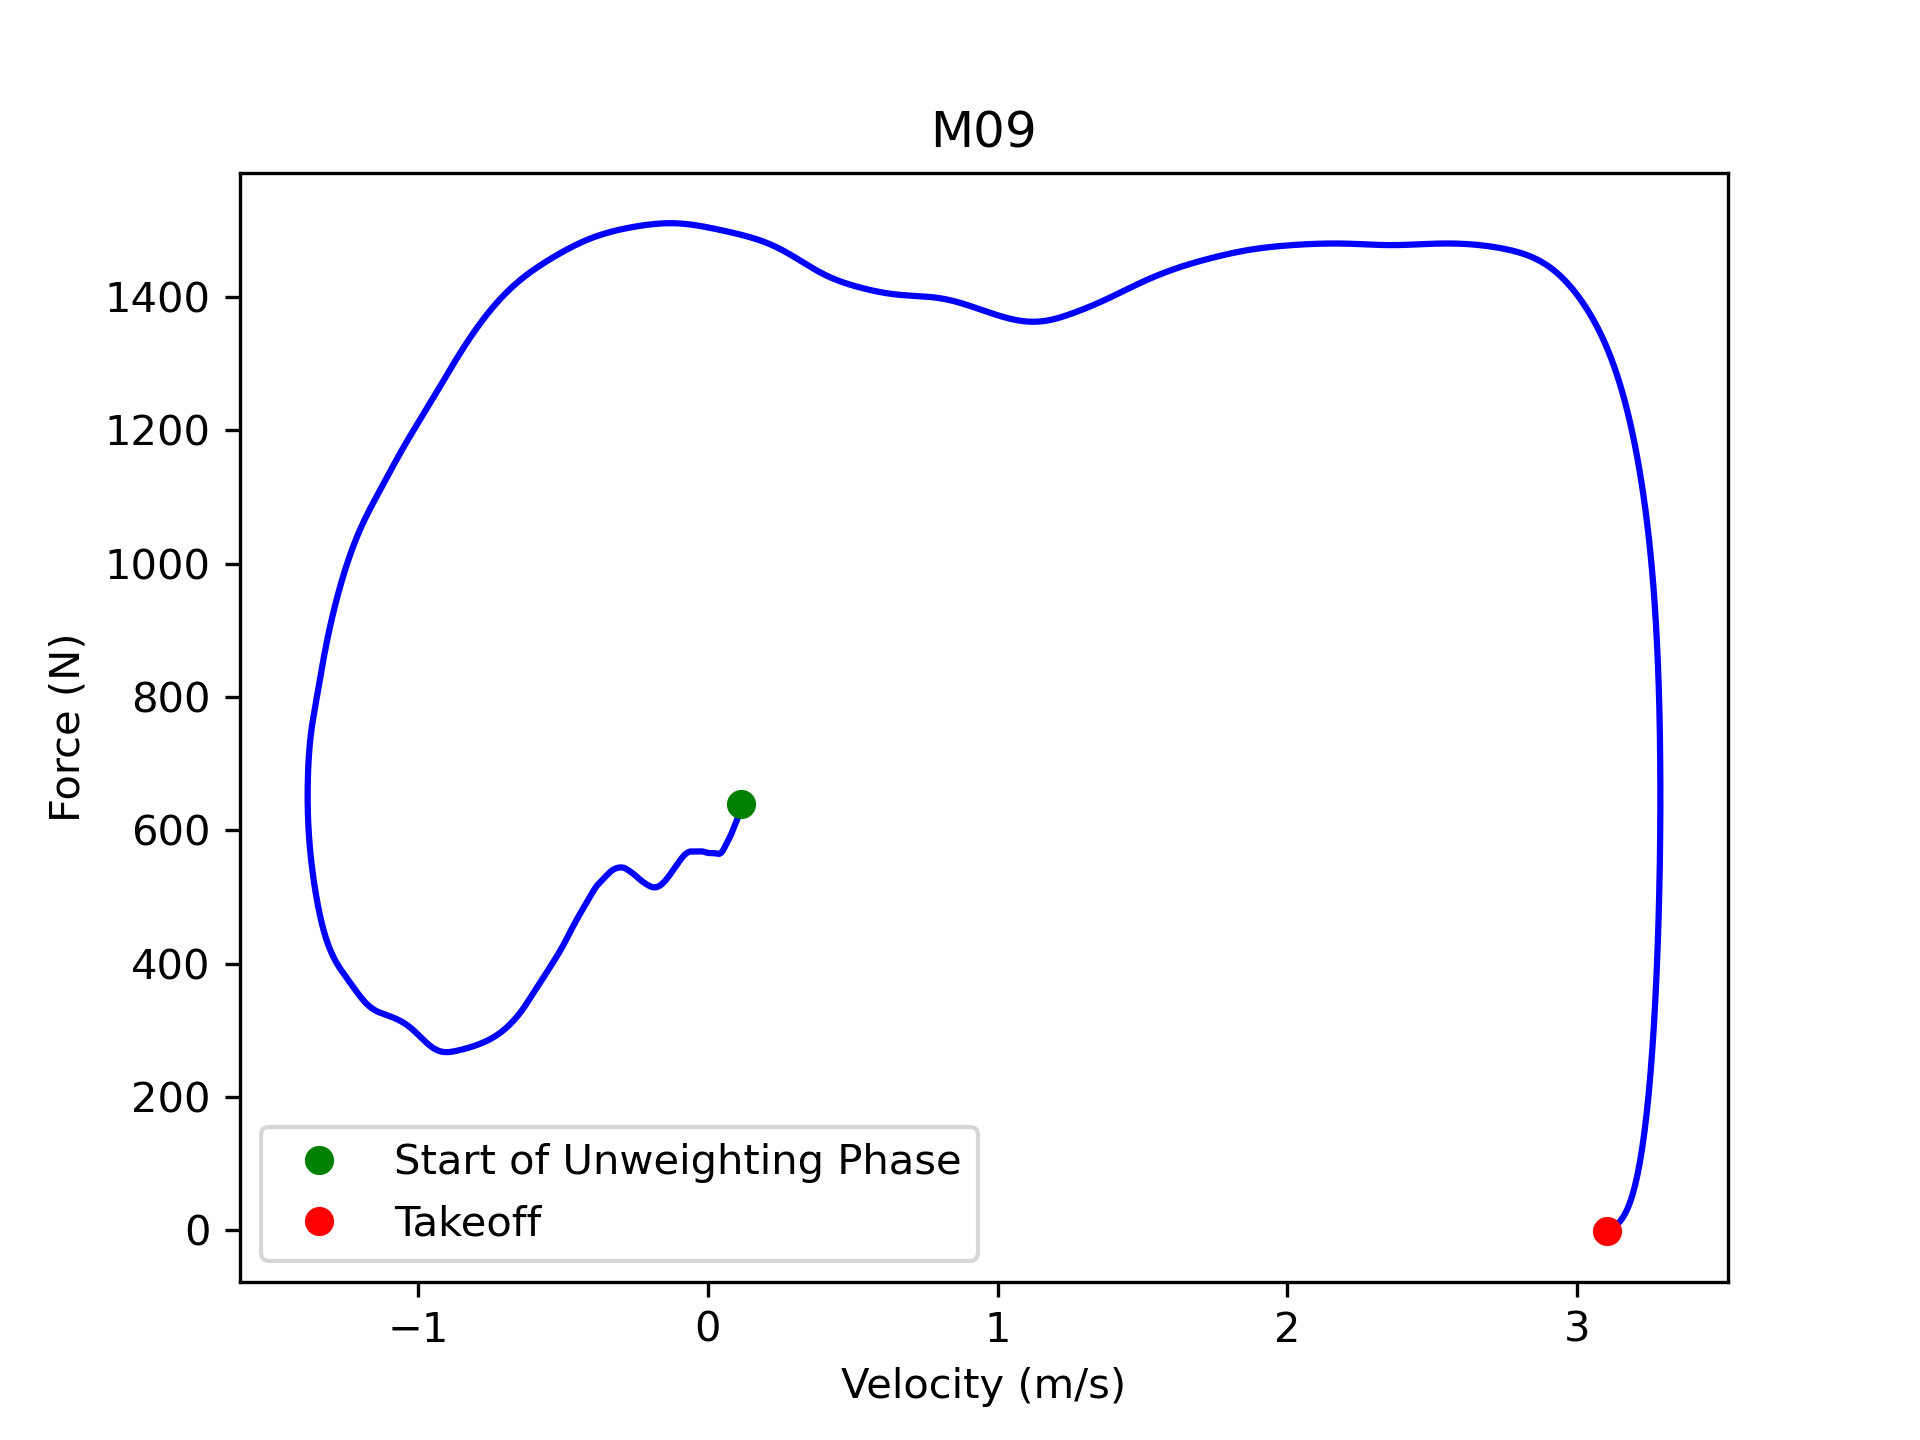 M09
Force (N)
1400
1200
1000
800
600
400
200
0
Start of Unweighting Phase
Takeoff
−1 0 1 2 3
Velocity (m/s)